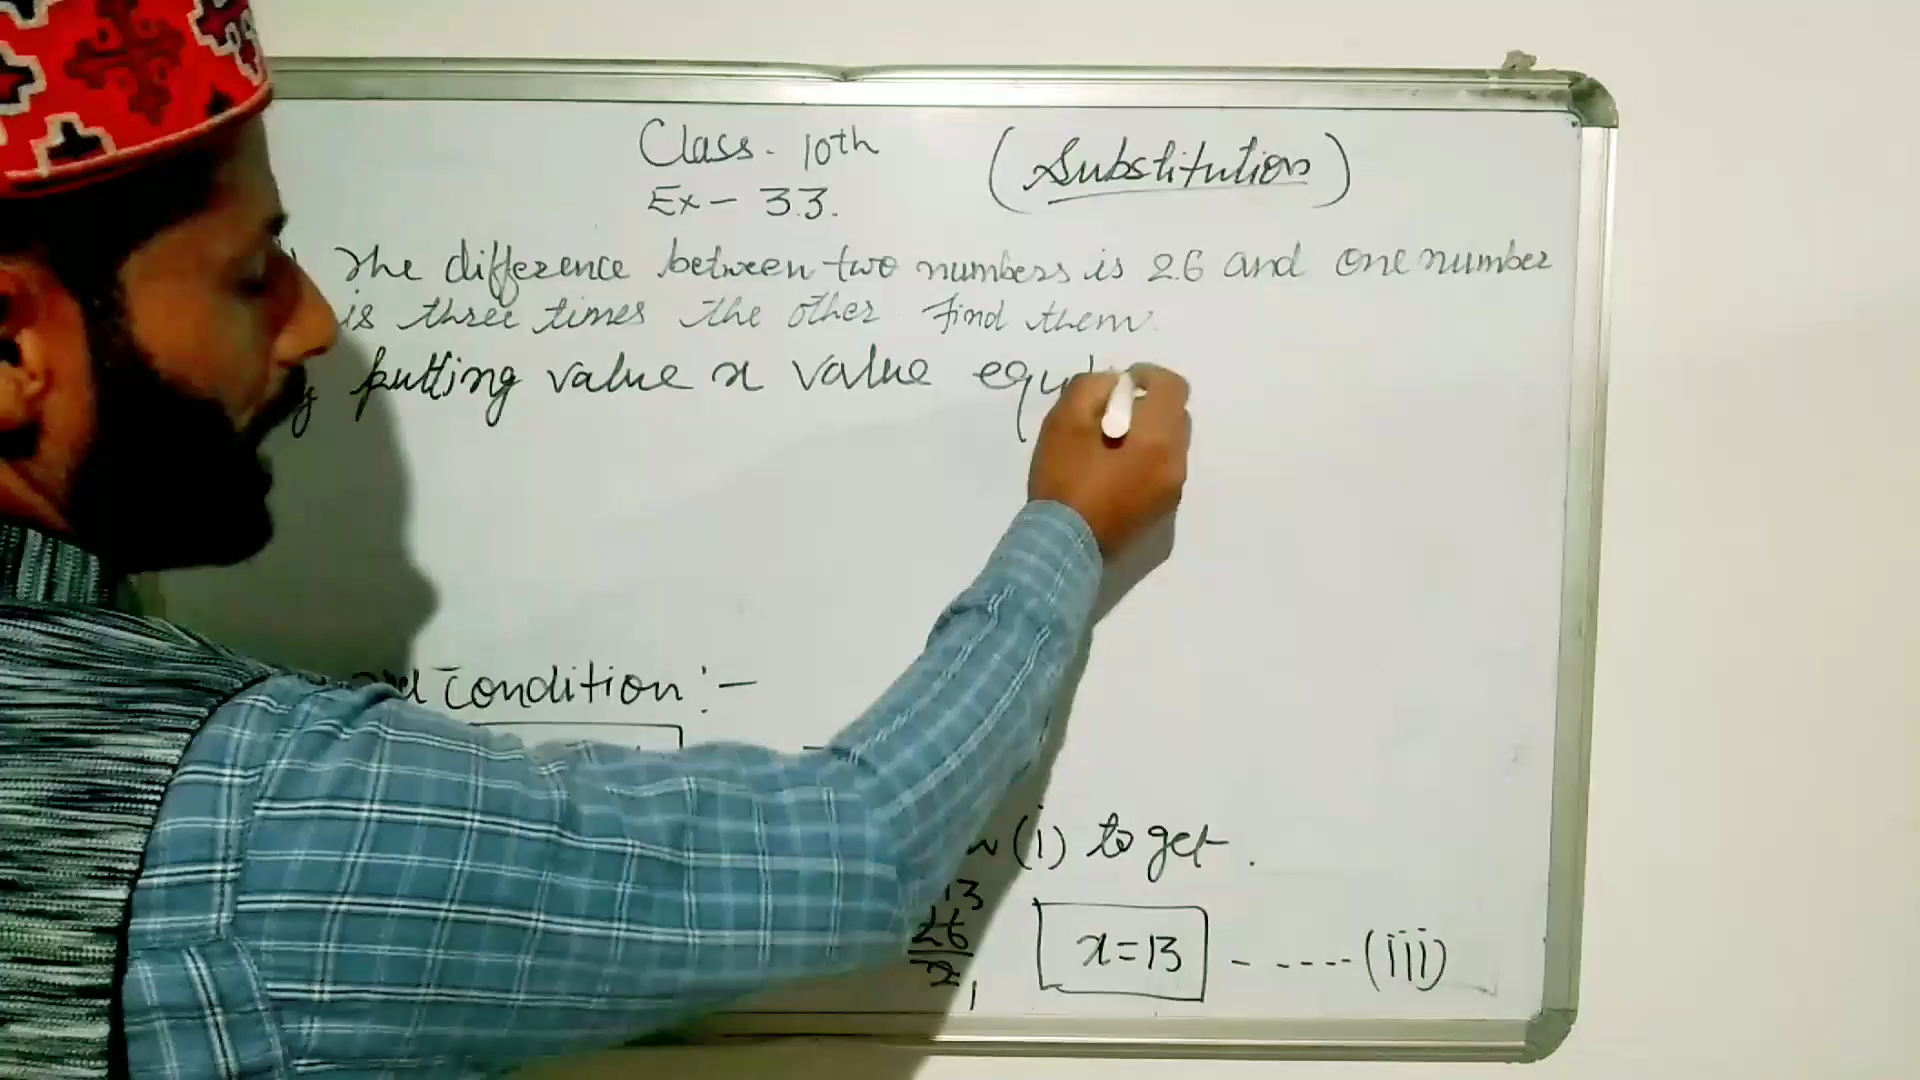 Class - 10th
(Substitution)
Ex - 3.3.
The difference between two numbers is 26 and one number
is three times the other find them.
putting value x value
condition :-
(i) to get .
13
26
2
1
x=13 - - - - - - (iii)